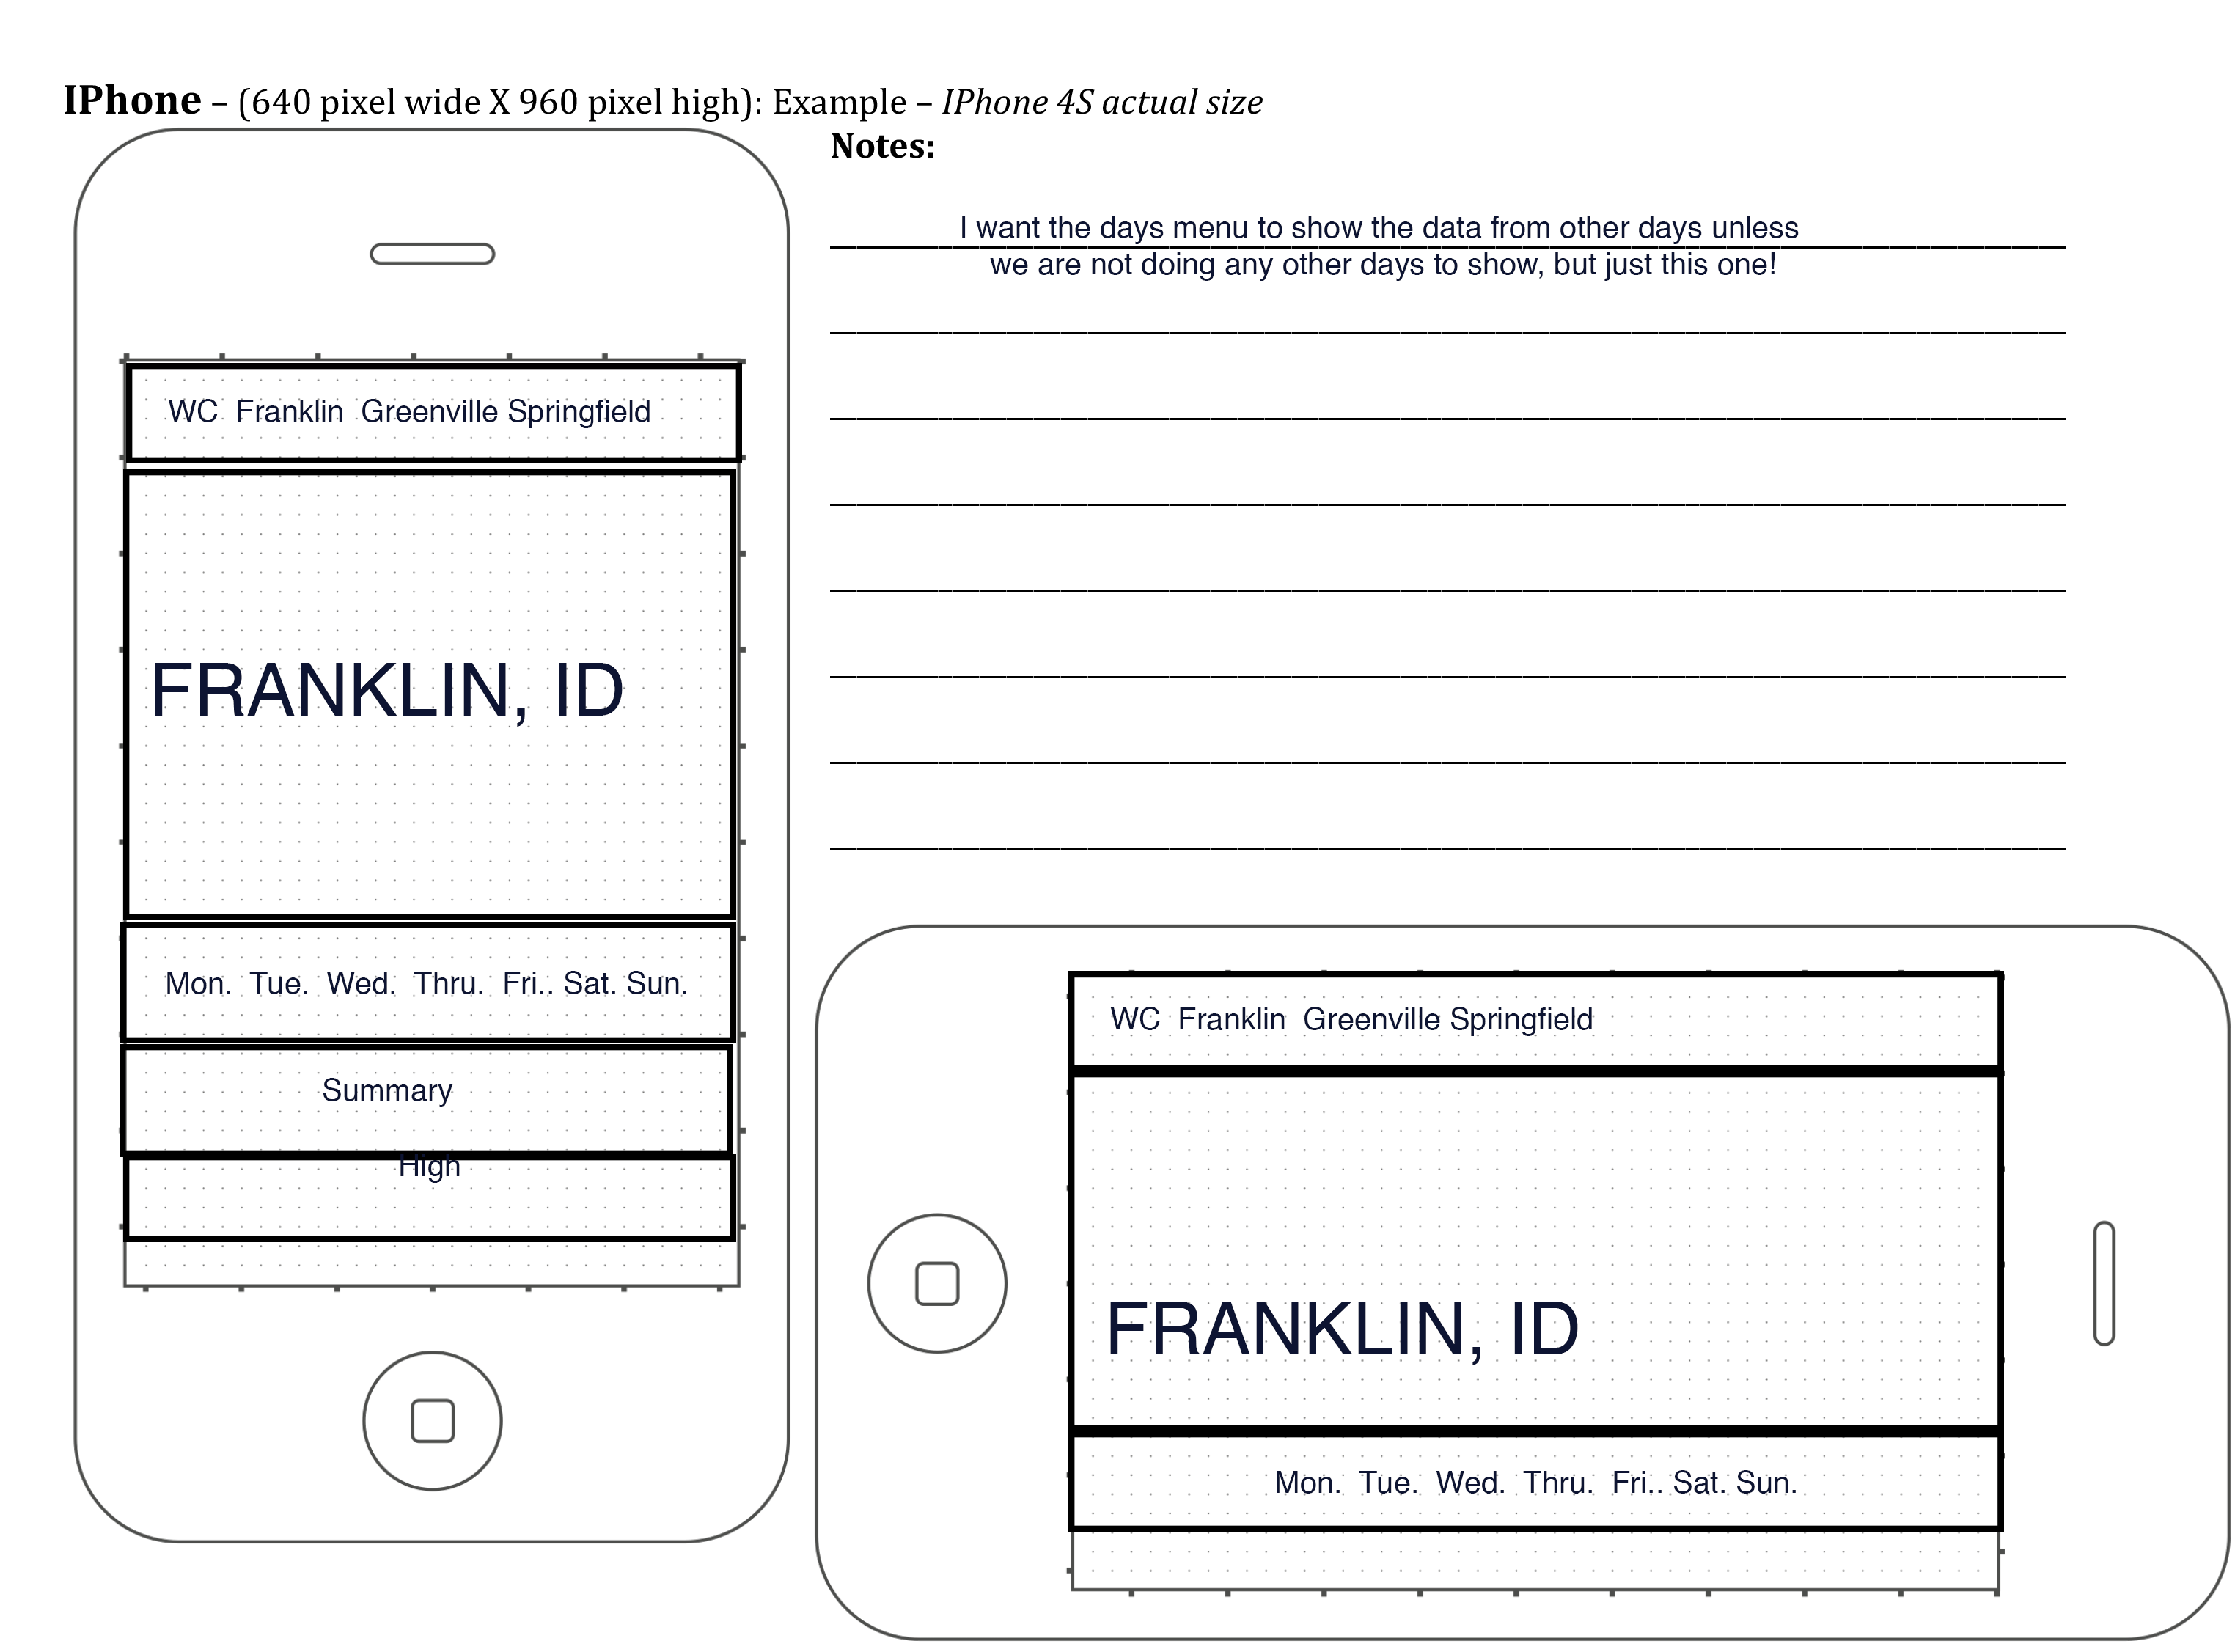 IPhone – (640 pixel wide X 960 pixel high): Example – IPhone 4S actual size
Notes:
I want the days menu to show the data from other days unless
we are not doing any other days to show, but just this one!
WC Franklin Greenville Springfield
FRANKLIN, ID
Mon. Tue. Wed. Thru. Fri.. Sat. Sun.
Summary
HIgh
WC Franklin Greenville Springfield
FRANKLIN, ID
Mon. Tue. Wed. Thru. Fri.. Sat. Sun.